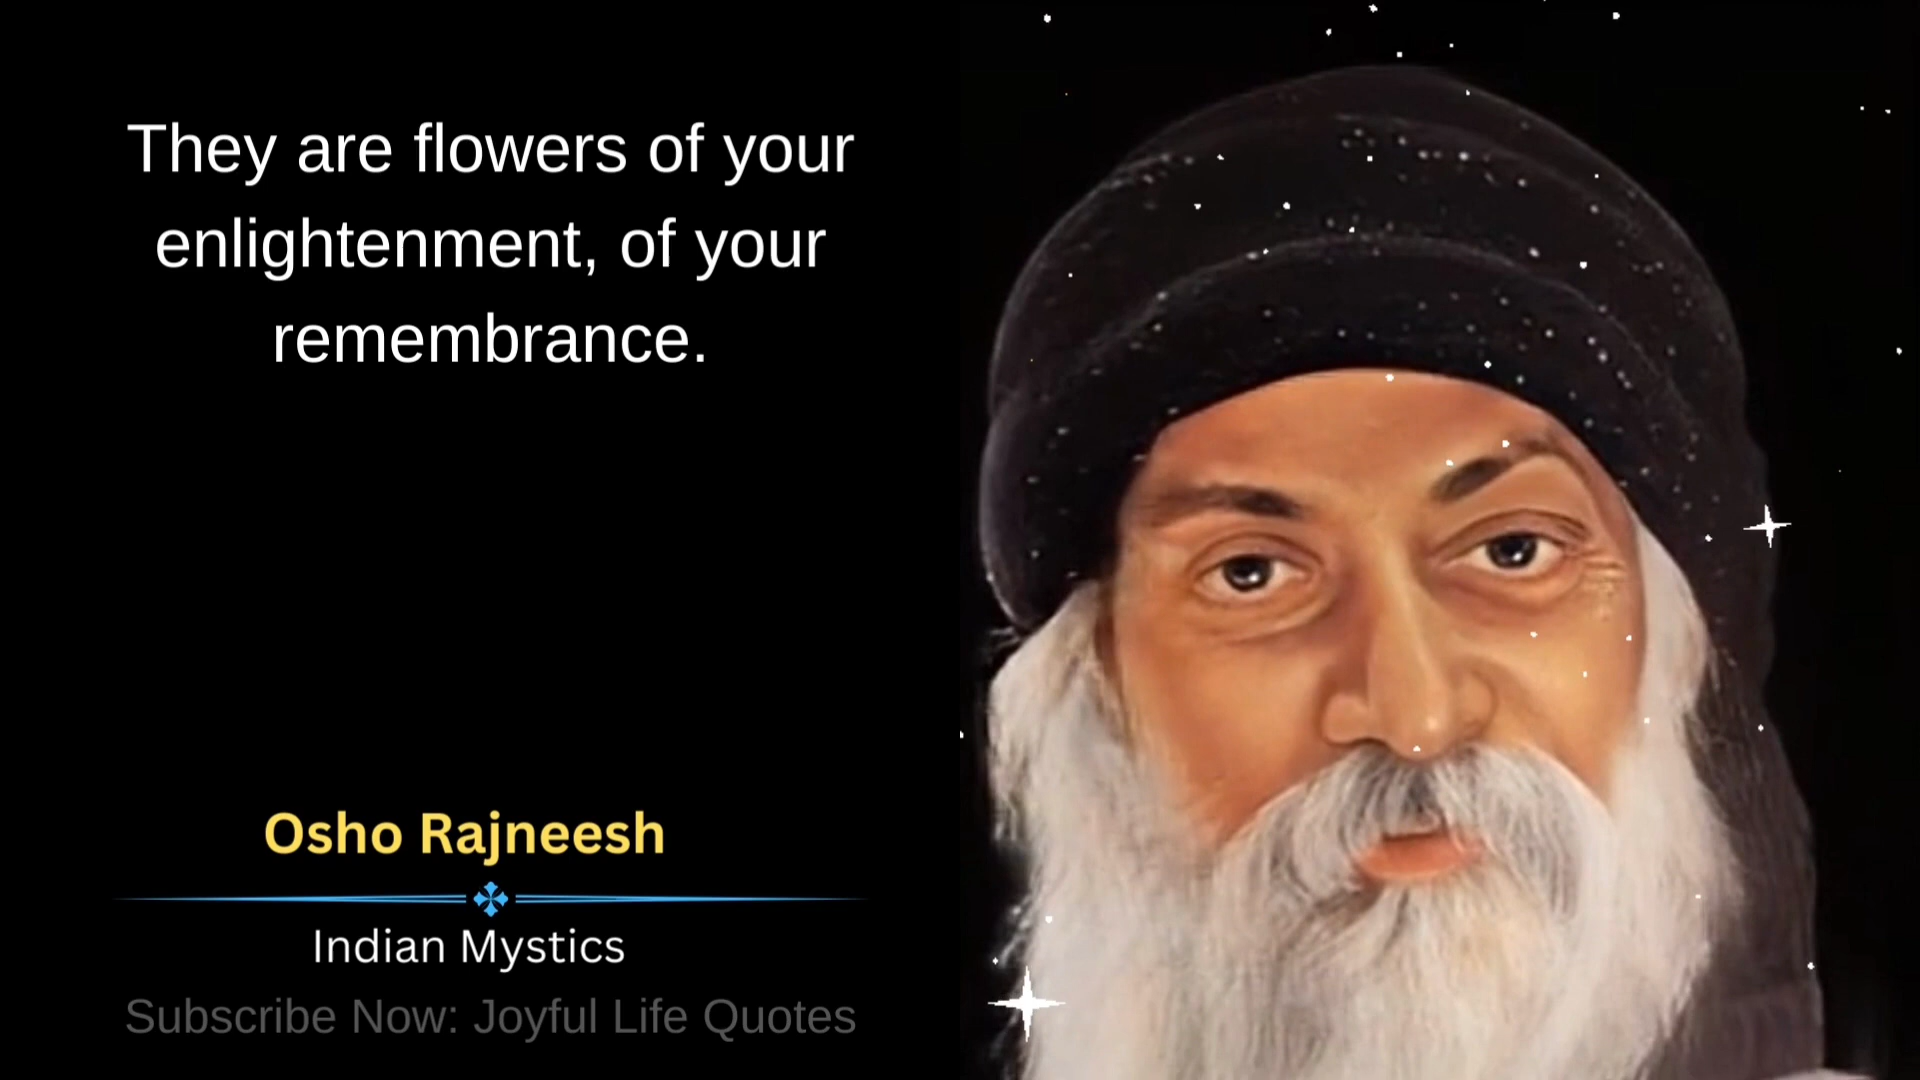 They are flowers of your
enlightenment, of your
remembrance.
Osho Rajneesh
Indian Mystics
Subscribe Now: Joyful Life Quotes